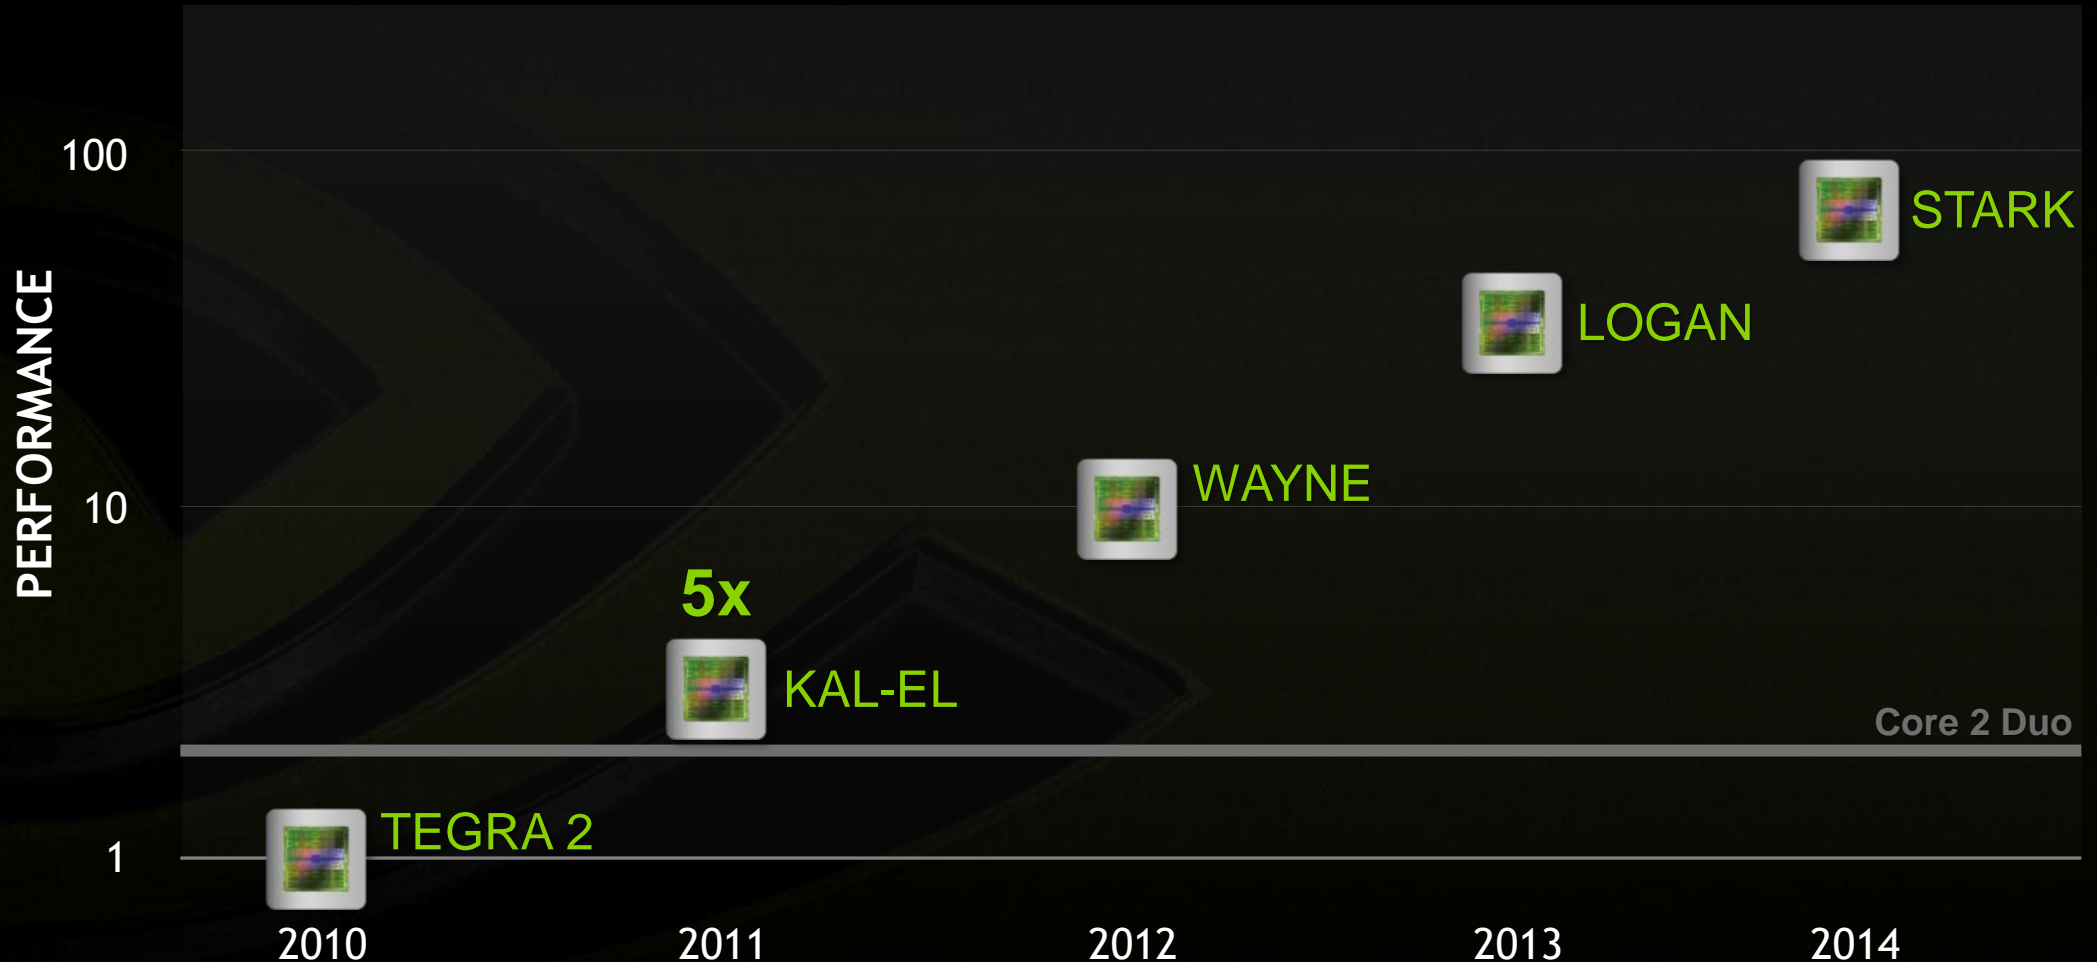 100
STARK
LOGAN
PERFORMANCE
WAYNE
10
5x
KAL-EL
Core 2 Duo
TEGRA 2
1
2010 2011 2012 2013 2014